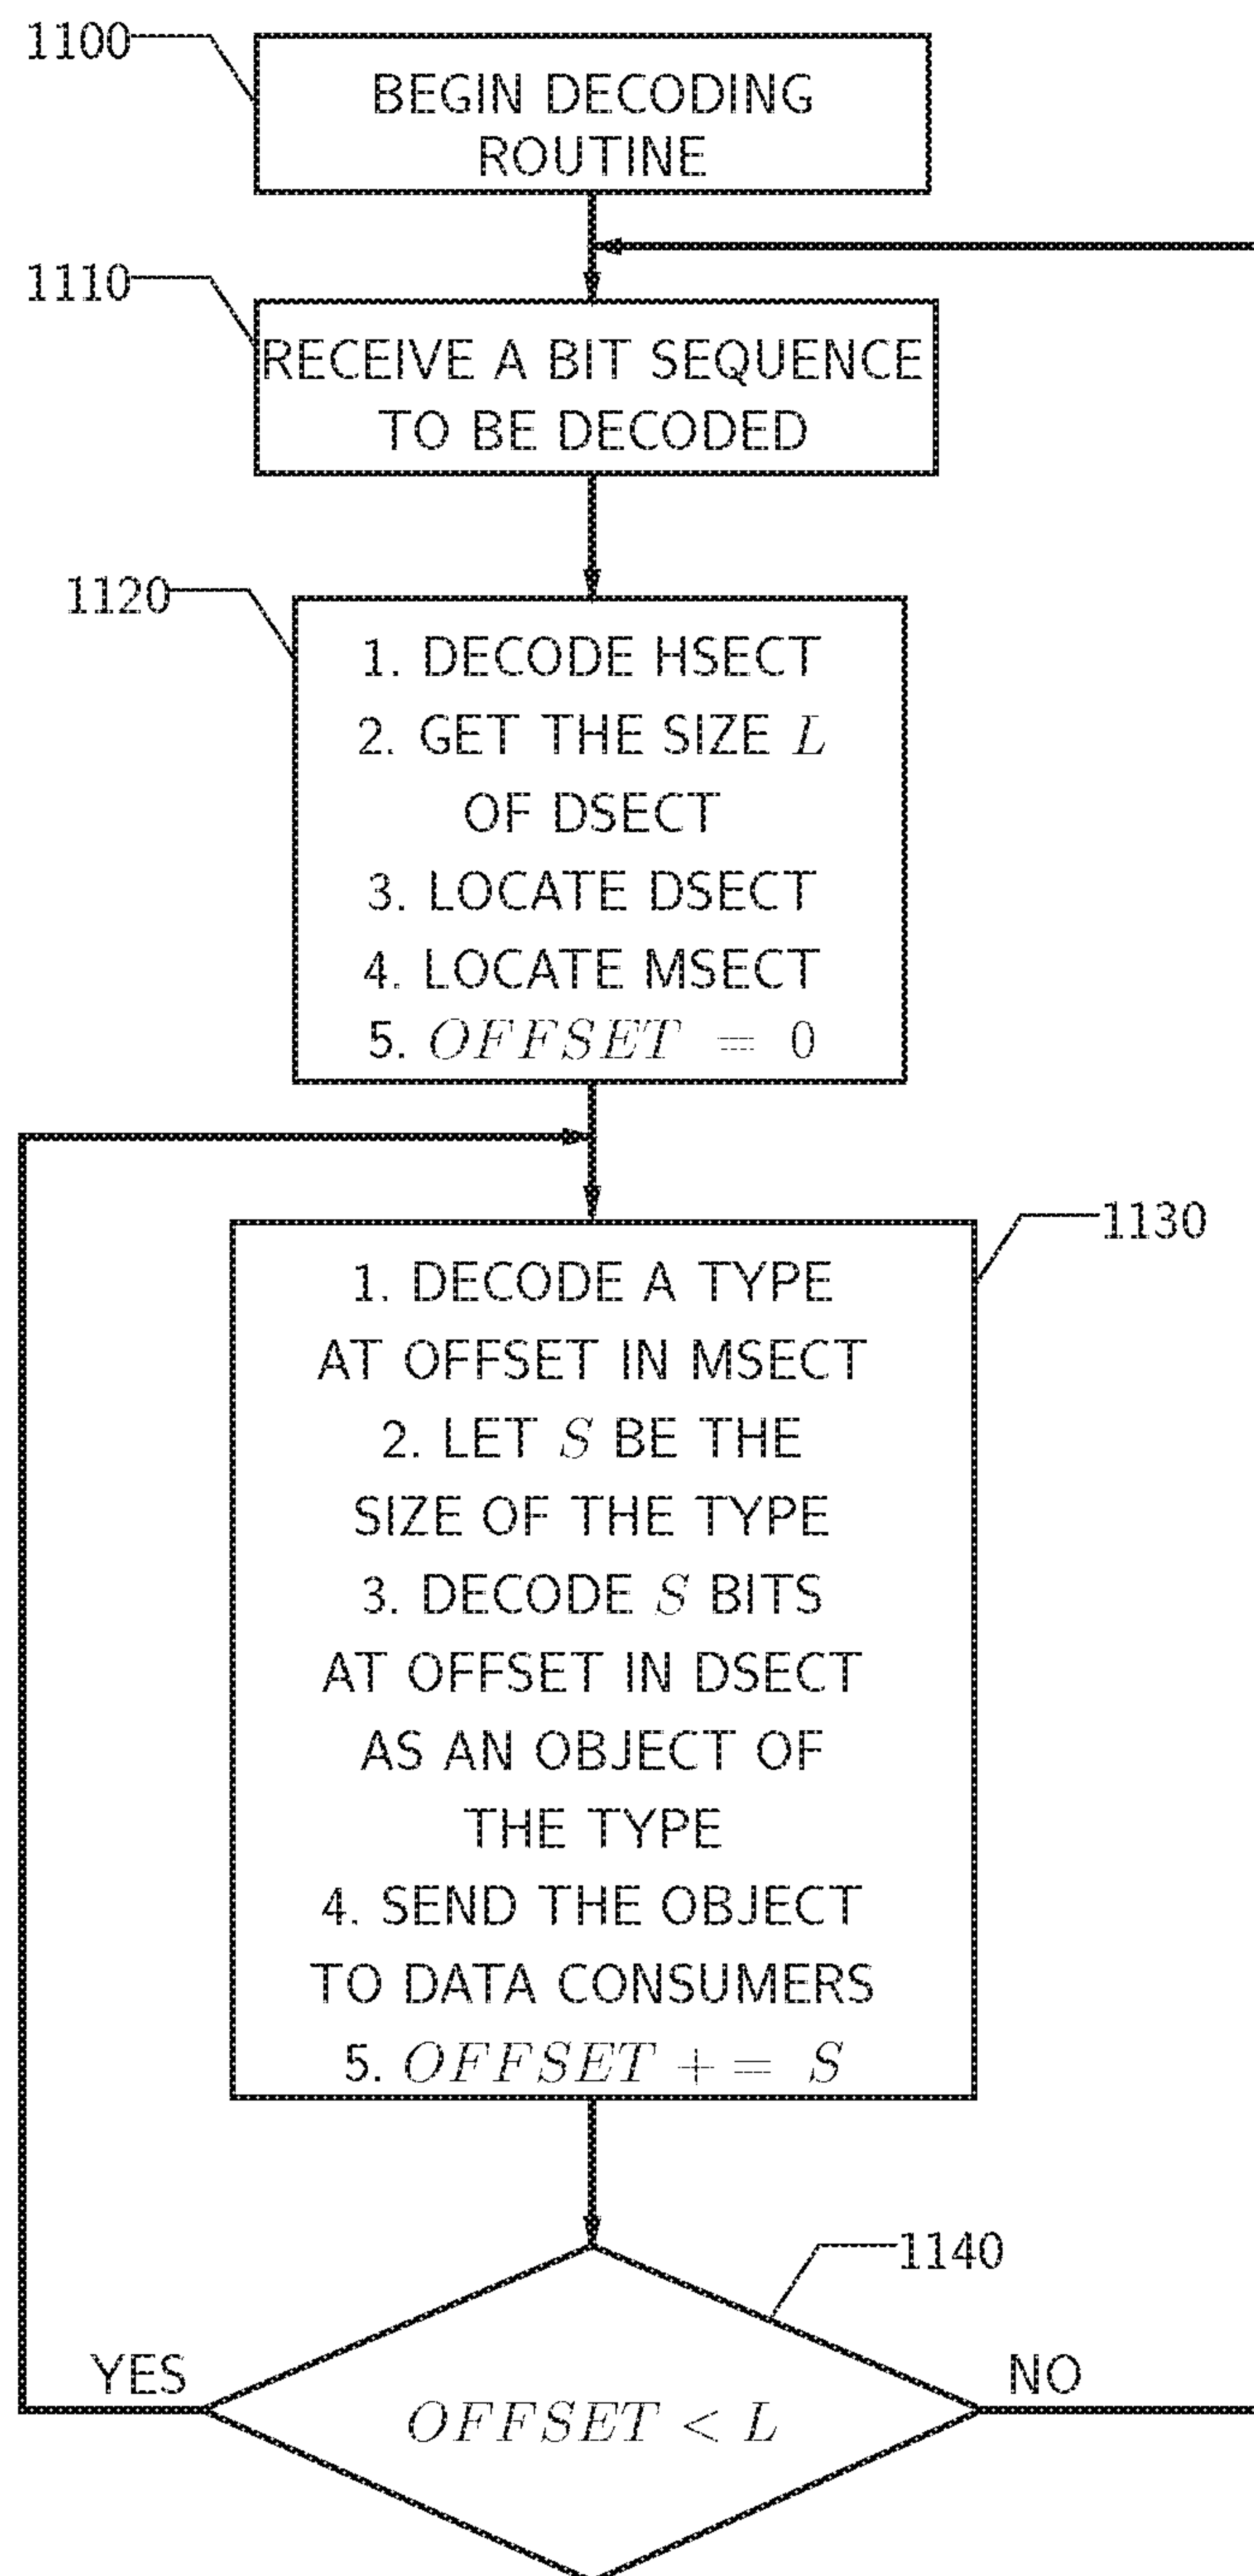 1100
BEGIN DECODING
ROUTINE
1110
RECEIVE A BIT SEQUENCE
TO BE DECODED
1120
1. DECODE HSECT
2. GET THE SIZE L
OF DSECT
3. LOCATE DSECT
4. LOCATE MSECT
5. OFFSET = 0
1130
1. DECODE A TYPE
AT OFFSET IN MSECT
2. LET S BE THE
SIZE OF THE TYPE
3. DECODE S BITS
AT OFFSET IN DSECT
AS AN OBJECT OF
THE TYPE
4. SEND THE OBJECT
TO DATA CONSUMERS
5. OFFSET + = S
1140
YES
NO
OFFSET < L